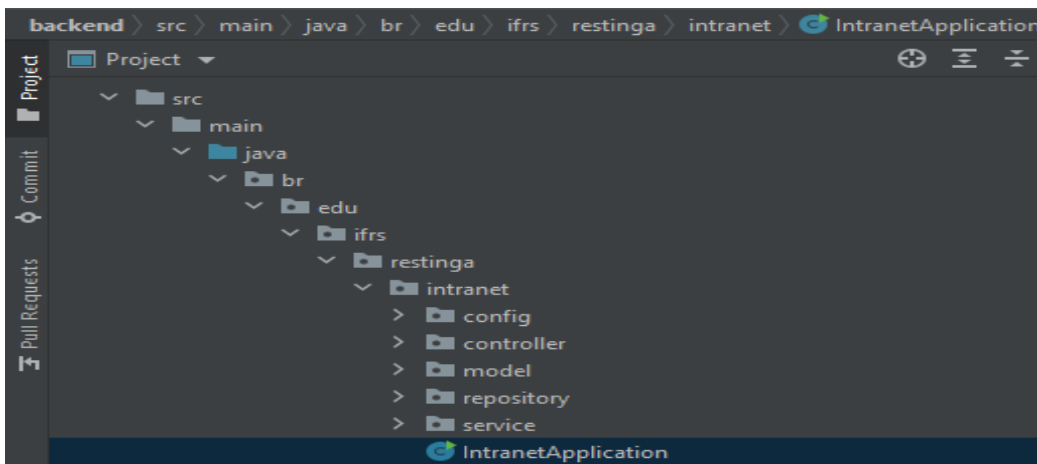 backend 〉 src 〉 main 〉 java 〉 br 〉 edu 〉 ifrs 〉 restinga 〉 intranet 〉 IntranetApplication
Project
Project
Commit
Pull Requests
src
main
java
br
edu
ifrs
restinga
intranet
config
controller
model
repository
service
IntranetApplication